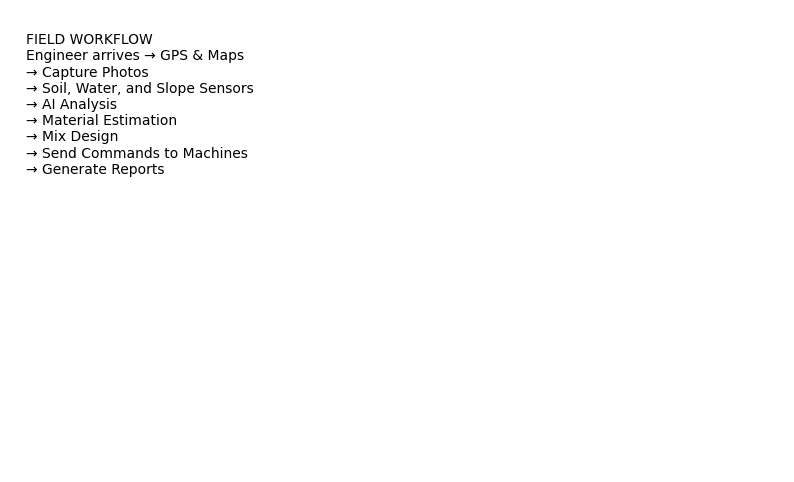 FIELD WORKFLOW
Engineer arrives → GPS & Maps
→ Capture Photos
→ Soil, Water, and Slope Sensors
→ AI Analysis
→ Material Estimation
→ Mix Design
→ Send Commands to Machines
→ Generate Reports